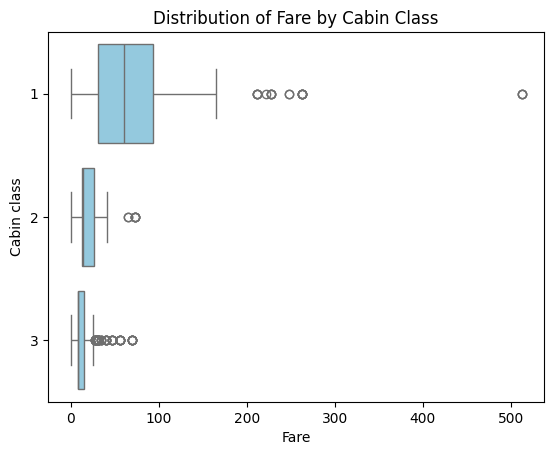 Distribution of Fare by Cabin Class
Cabin class
1
2
3
0 100 200 300 400 500
Fare